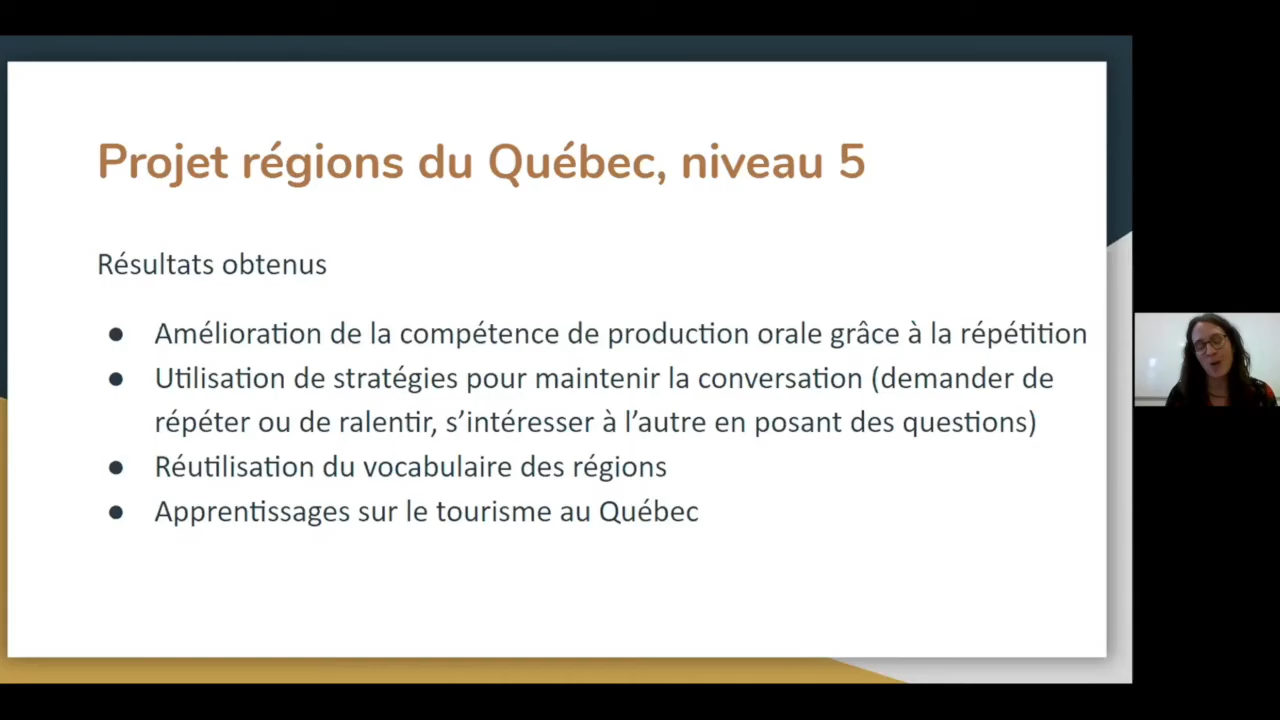 Projet régions du Québec, niveau 5
Résultats obtenus
● Amélioration de la compétence de production orale grâce à la répétition
● Utilisation de stratégies pour maintenir la conversation (demander de
répéter ou de ralentir, s’intéresser à l’autre en posant des questions)
● Réutilisation du vocabulaire des régions
● Apprentissages sur le tourisme au Québec